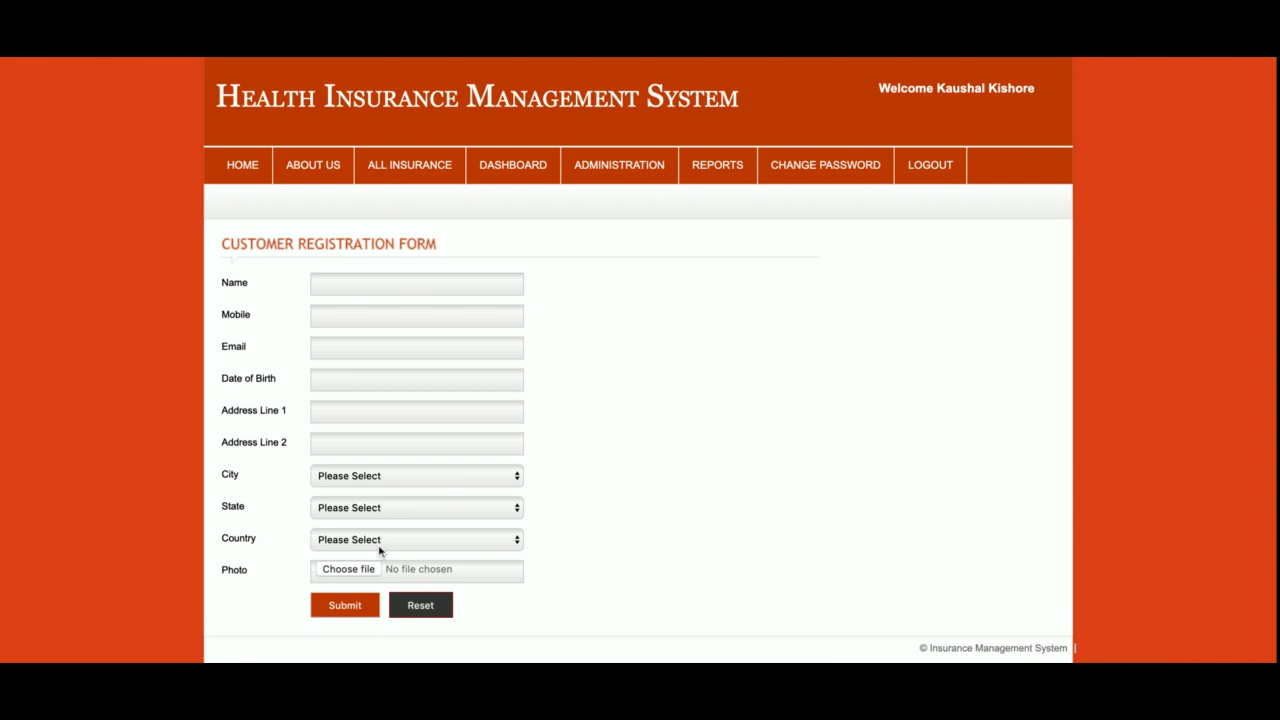 HEALTH INSURANCE MANAGEMENT SYSTEM
Welcome Kaushal Kishore
HOME ABOUT US ALL INSURANCE DASHBOARD ADMINISTRATION REPORTS CHANGE PASSWORD LOGOUT
CUSTOMER REGISTRATION FORM
Name
Mobile
Email
Date of Birth
Address Line 1
Address Line 2
City Please Select
State Please Select
Country Please Select
Photo Choose file No file chosen
Submit Reset
© Insurance Management System |